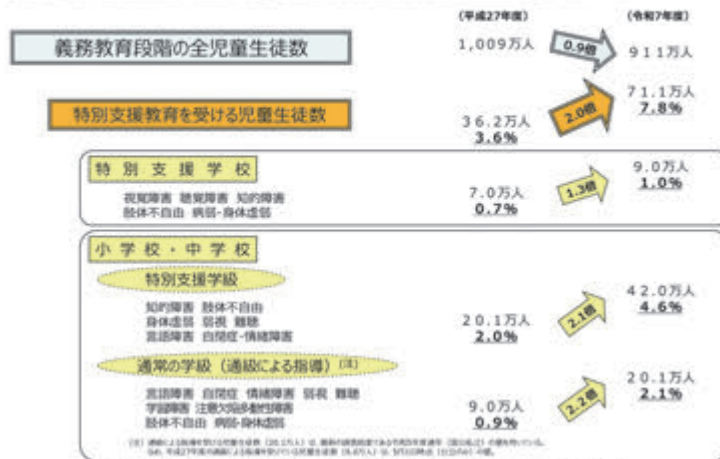 (平成27年度) (令和7年度)
義務教育段階の全児童生徒数 1,009万人 0.9倍 911万人
特別支援教育を受ける児童生徒数 36.2万人 2.0倍 71.1万人
3.6% 7.8%
特別支援学校 7.0万人 1.3倍 9.0万人
視覚障害 聴覚障害 知的障害 0.7% 1.0%
肢体不自由 病弱・身体虚弱
小学校・中学校
特別支援学級
知的障害 肢体不自由 20.1万人 2.1倍 42.0万人
身体虚弱 弱視 難聴 2.0% 4.6%
言語障害 自閉症・情緒障害
通常の学級(通級による指導)(注)
言語障害 自閉症 情緒障害 弱視 難聴 9.0万人 2.2倍 20.1万人
学習障害 注意欠陥多動性障害 0.9% 2.1%
肢体不自由 病弱・身体虚弱